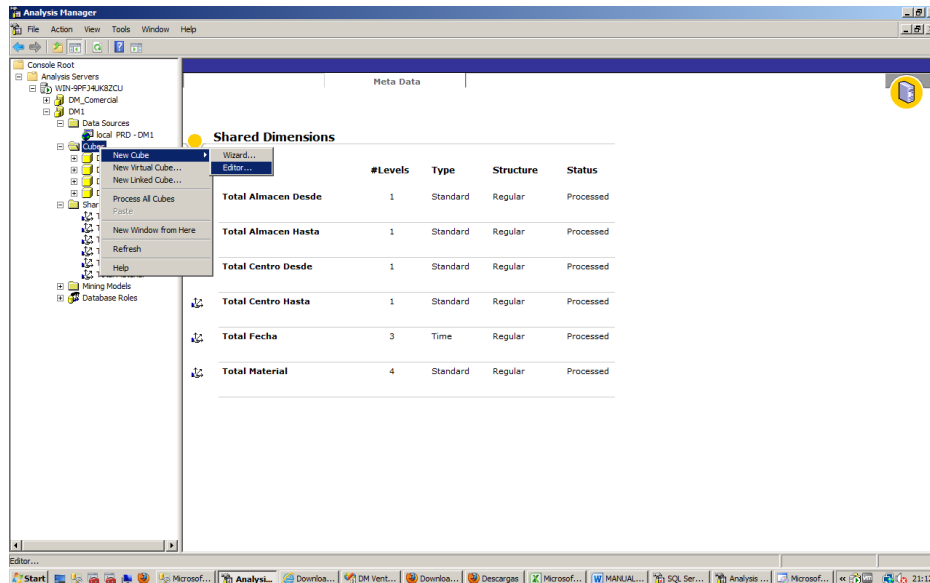 Analysis Manager
File Action View Tools Window Help
Console Root
Analysis Servers
WIN-9PFJ4UK8ZCU
DM_Comercial
DM1
Data Sources
local PRD - DM1
Cubes
D
D
D
D
Shar
T
T
T
T
T
Mining Models
Database Roles
New Cube
New Virtual Cube...
New Linked Cube...
Process All Cubes
Paste
New Window from Here
Refresh
Help
Wizard...
Editor...
Meta Data
Shared Dimensions
#Levels Type Structure Status
Total Almacen Desde 1 Standard Regular Processed
Total Almacen Hasta 1 Standard Regular Processed
Total Centro Desde 1 Standard Regular Processed
Total Centro Hasta 1 Standard Regular Processed
Total Fecha 3 Time Regular Processed
Total Material 4 Standard Regular Processed
Editor...
Start Microsof... Analysi... Downloa... DM Vent... Downloa... Descargas Microsof... MANUAL... SQL Ser... Analysis ... Microsof... « 21:12